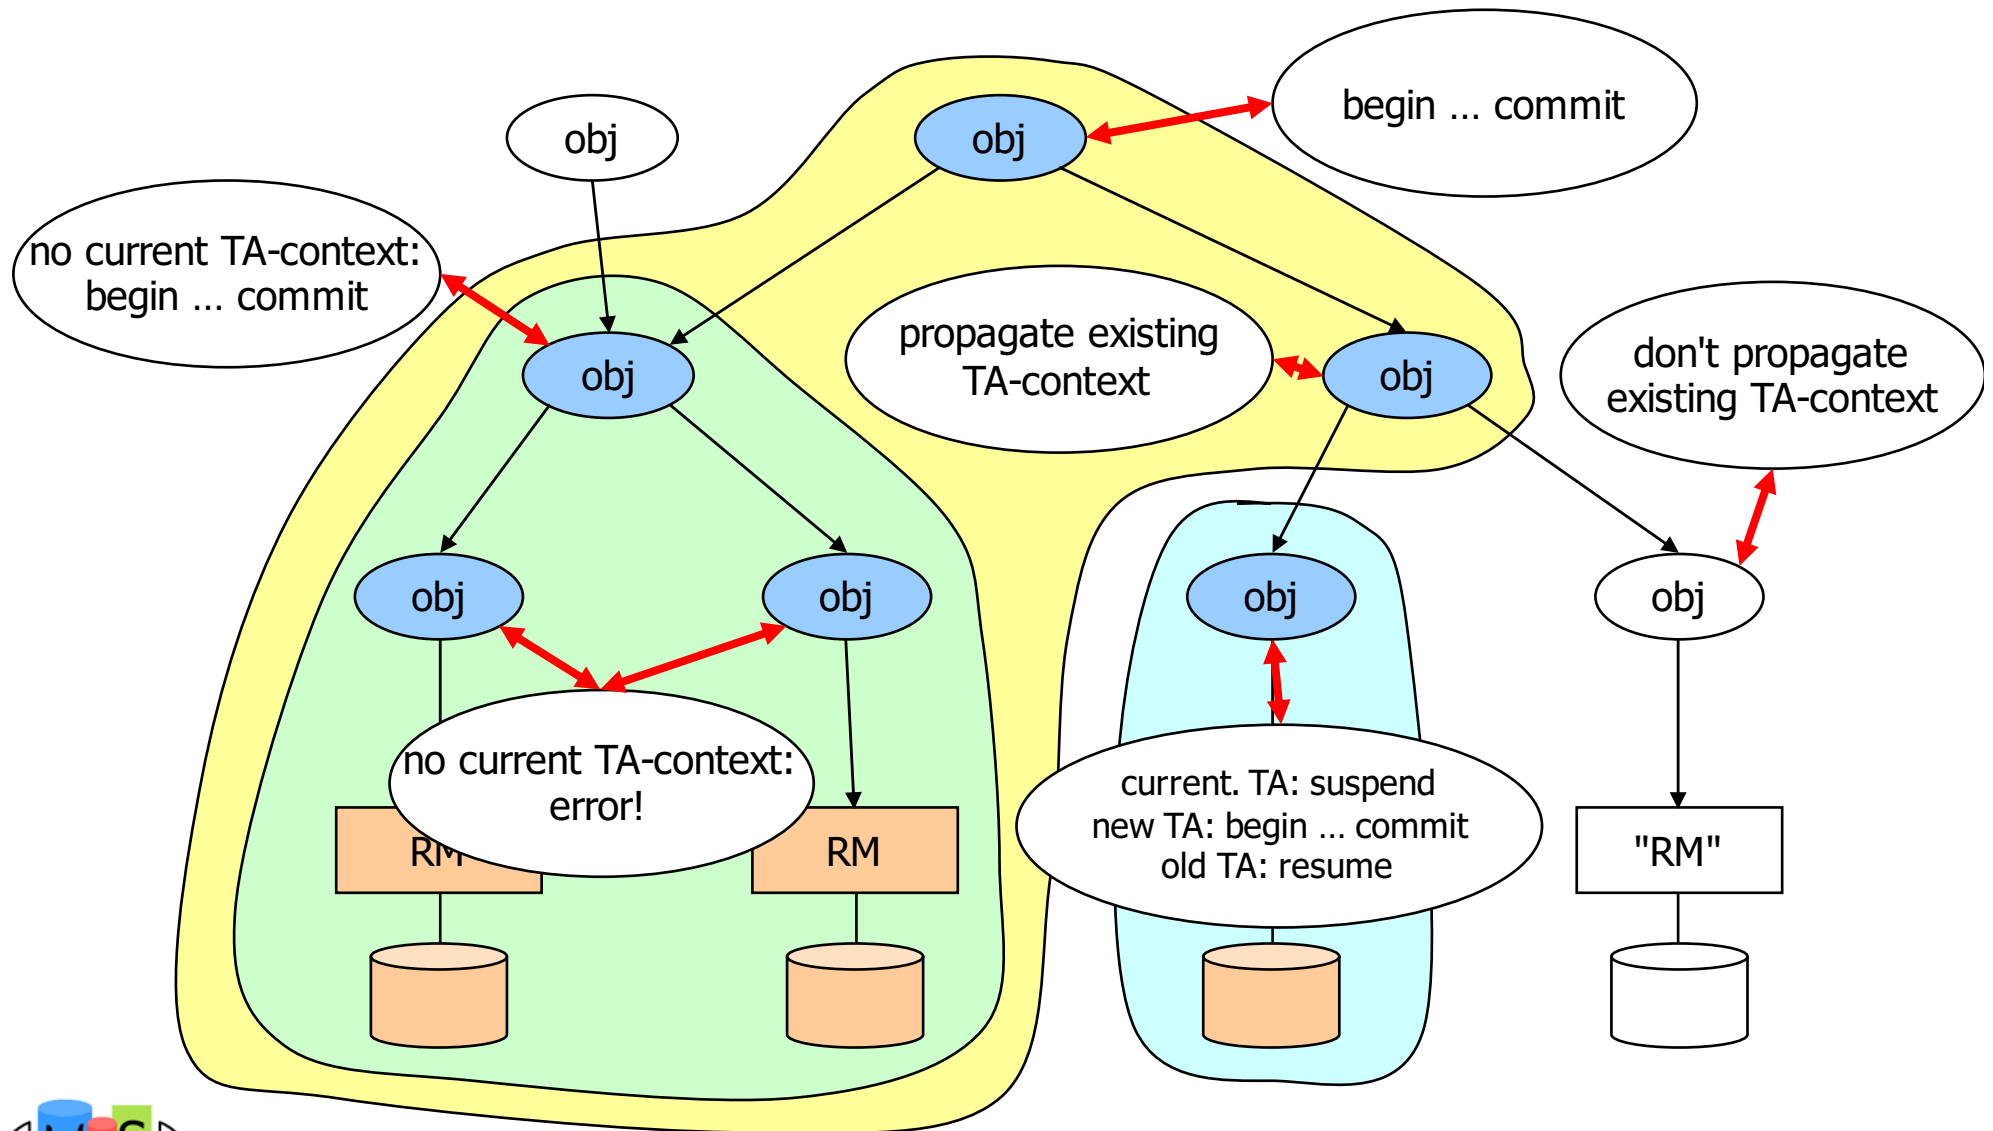 begin ... commit
obj
obj
no current TA-context:
begin ... commit
propagate existing
TA-context
don't propagate
existing TA-context
obj
obj
obj
obj
obj
obj
no current TA-context:
error!
current. TA: suspend
new TA: begin ... commit
old TA: resume
RM
RM
"RM"